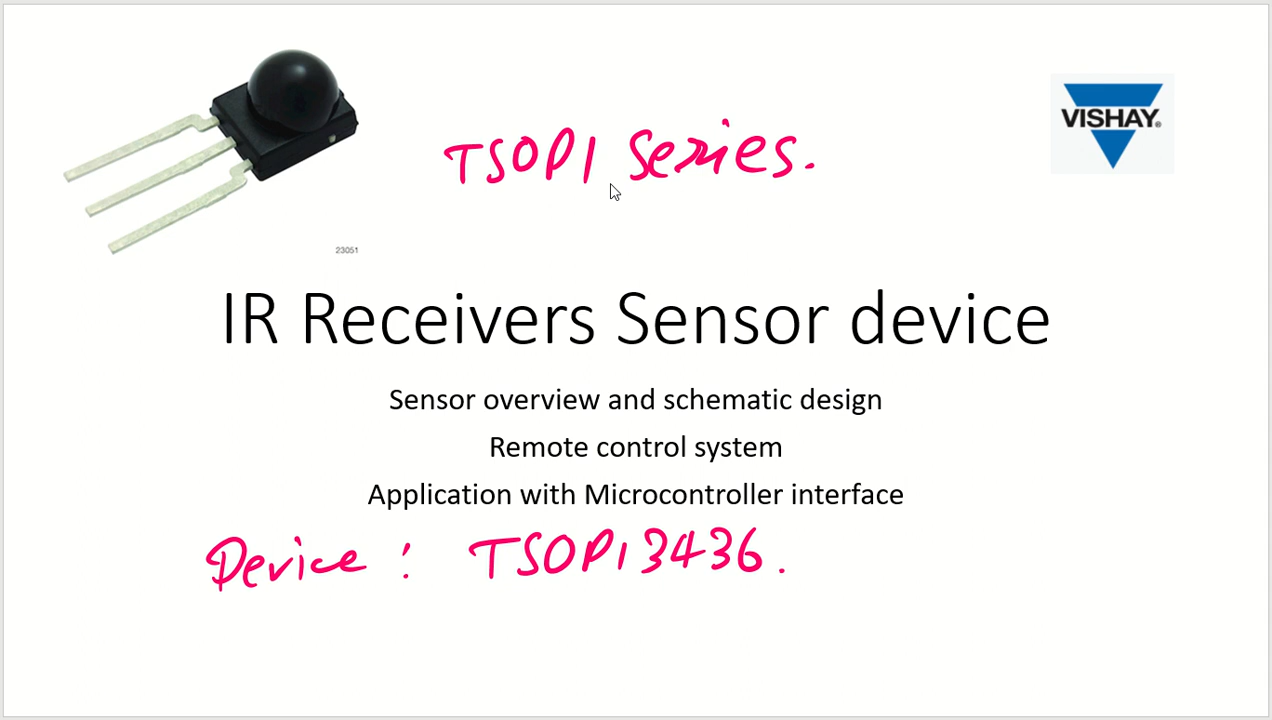 TSOP1 Series.
VISHAY®
23051
IR Receivers Sensor device
Sensor overview and schematic design
Remote control system
Application with Microcontroller interface
Device : TSOP13436.